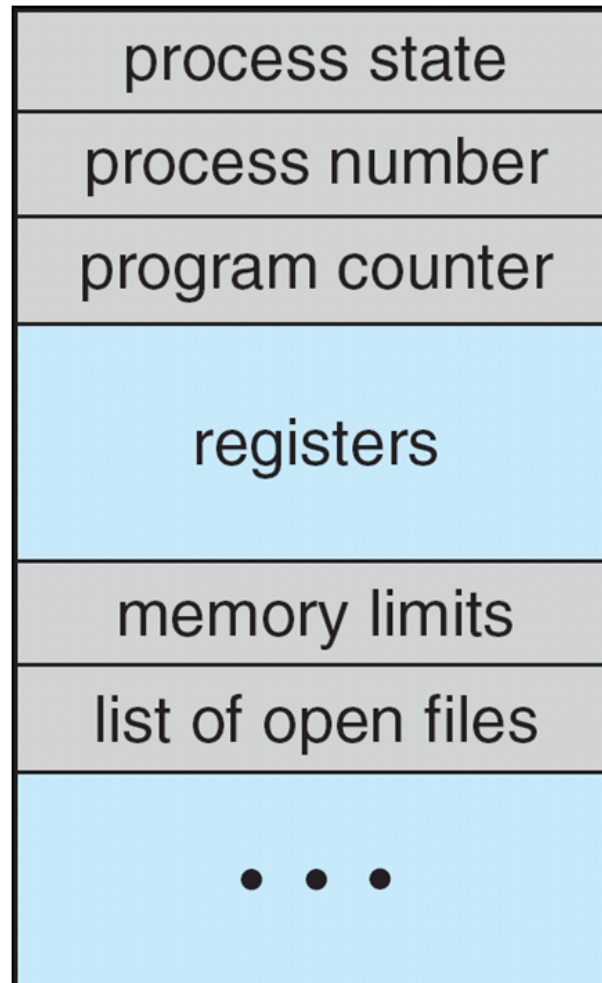 process state
process number
program counter
registers
memory limits
list of open files
• • •